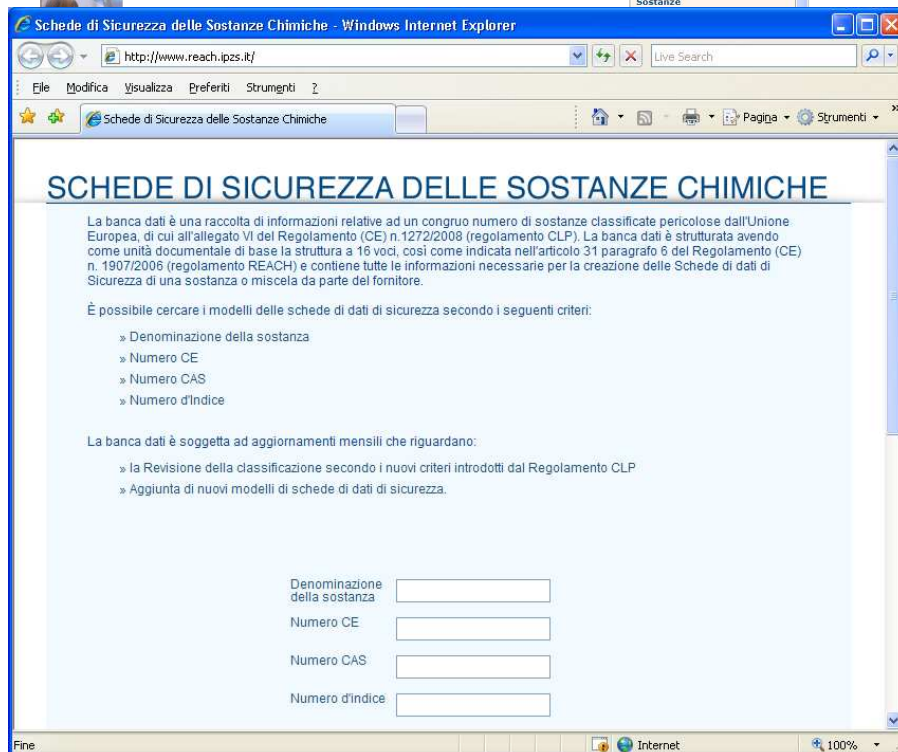 Sostanze
Schede di Sicurezza delle Sostanze Chimiche - Windows Internet Explorer
http://www.reach.ipzs.it/
Live Search
File Modifica Visualizza Preferiti Strumenti ?
Schede di Sicurezza delle Sostanze Chimiche
Pagina
Strumenti
»
SCHEDE DI SICUREZZA DELLE SOSTANZE CHIMICHE
La banca dati è una raccolta di informazioni relative ad un congruo numero di sostanze classificate pericolose dall'Unione
Europea, di cui all'allegato VI del Regolamento (CE) n.1272/2008 (regolamento CLP). La banca dati è strutturata avendo
come unità documentale di base la struttura a 16 voci, così come indicata nell'articolo 31 paragrafo 6 del Regolamento (CE)
n. 1907/2006 (regolamento REACH) e contiene tutte le informazioni necessarie per la creazione delle Schede di dati di
Sicurezza di una sostanza o miscela da parte del fornitore.
È possibile cercare i modelli delle schede di dati di sicurezza secondo i seguenti criteri:
» Denominazione della sostanza
» Numero CE
» Numero CAS
» Numero d'Indice
La banca dati è soggetta ad aggiornamenti mensili che riguardano:
» la Revisione della classificazione secondo i nuovi criteri introdotti dal Regolamento CLP
» Aggiunta di nuovi modelli di schede di dati di sicurezza.
Denominazione
della sostanza
Numero CE
Numero CAS
Numero d'indice
Fine
Internet
100%